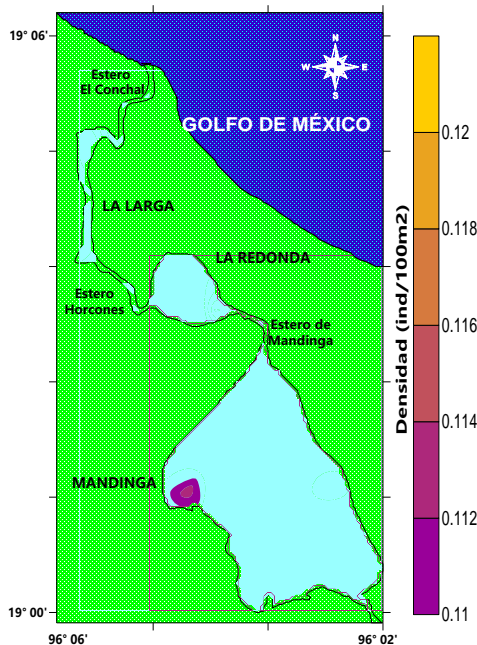 19° 06'
Estero
El Conchal
N
W E
S
GOLFO DE MÉXICO
LA LARGA
LA REDONDA
Estero
Horcones
Estero de
Mandinga
MANDINGA
19° 00'
96° 06'
96° 02'
Densidad (ind/100m2)
0.12
0.118
0.116
0.114
0.112
0.11